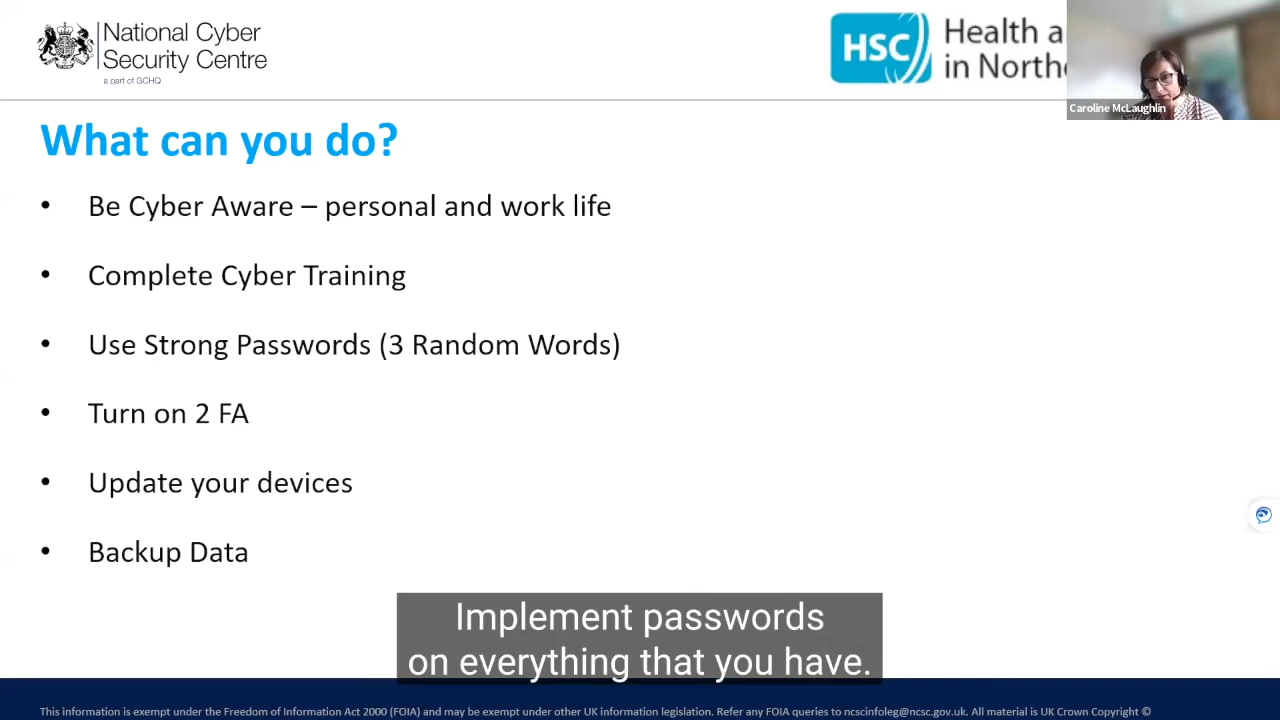 National Cyber
Security Centre
a part of GCHQ
HSC
Health a
in North
Caroline McLaughlin
What can you do?
• Be Cyber Aware – personal and work life
• Complete Cyber Training
• Use Strong Passwords (3 Random Words)
• Turn on 2 FA
• Update your devices
• Backup Data
Implement passwords
on everything that you have.
This information is exempt under the Freedom of Information Act 2000 (FOIA) and may be exempt under other UK information legislation. Refer any FOIA queries to ncscinfoleg@ncsc.gov.uk. All material is UK Crown Copyright ©